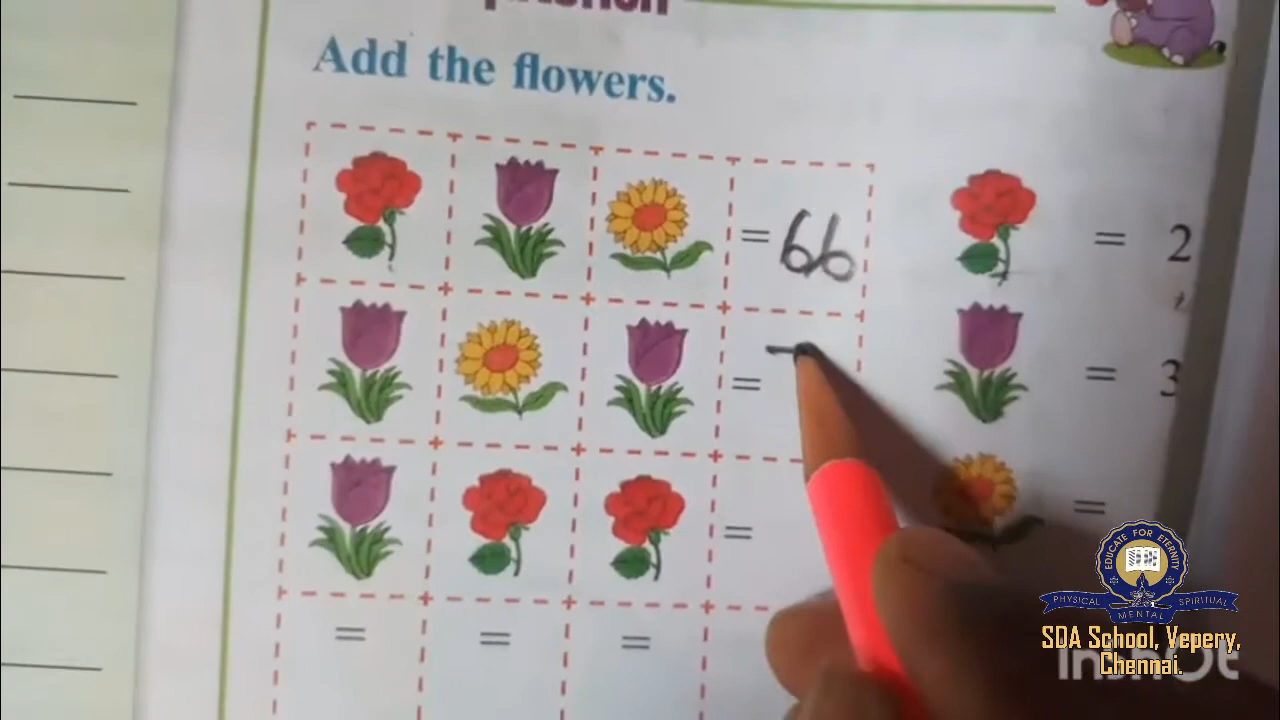 Add the flowers.
= 66 = 2
= = 3
= =
= = =
EDUCATE FOR ETERNITY
PHYSICAL MENTAL SPIRITUAL
SDA School, Vepery,
Chennai.